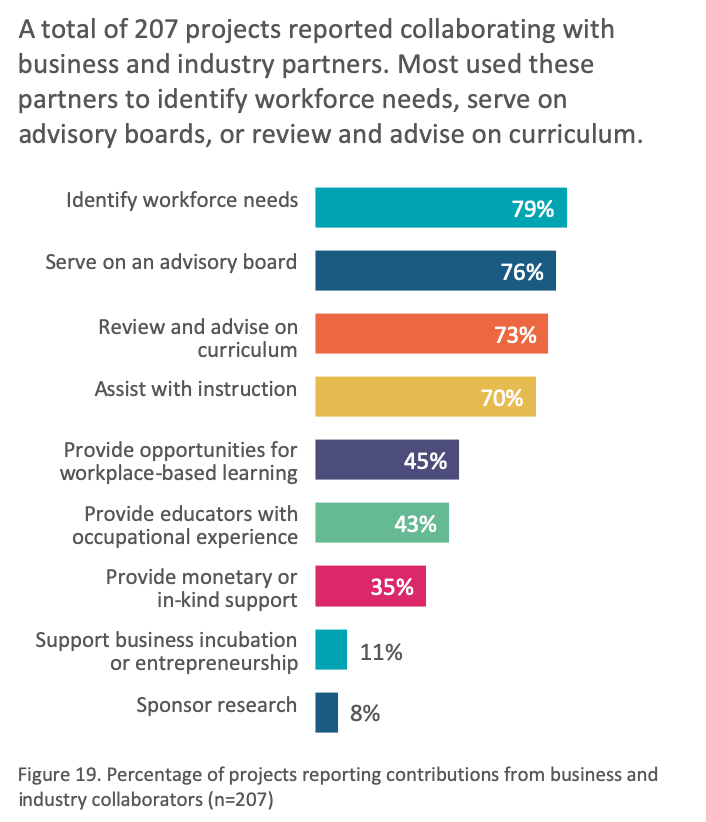 A total of 207 projects reported collaborating with
business and industry partners. Most used these
partners to identify workforce needs, serve on
advisory boards, or review and advise on curriculum.
Identify workforce needs 79%
Serve on an advisory board 76%
Review and advise on
curriculum 73%
Assist with instruction 70%
Provide opportunities for
workplace-based learning 45%
Provide educators with
occupational experience 43%
Provide monetary or
in-kind support 35%
Support business incubation
or entrepreneurship 11%
Sponsor research 8%
Figure 19. Percentage of projects reporting contributions from business and
industry collaborators (n=207)